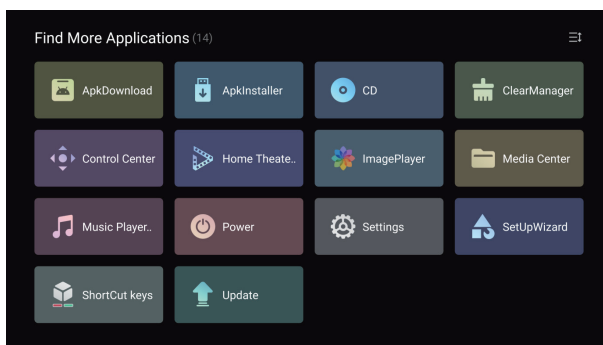 Find More Applications (14)
ApkDownload
ApkInstaller
CD
ClearManager
Control Center
Home Theate..
ImagePlayer
Media Center
Music Player..
Power
Settings
SetUpWizard
ShortCut keys
Update